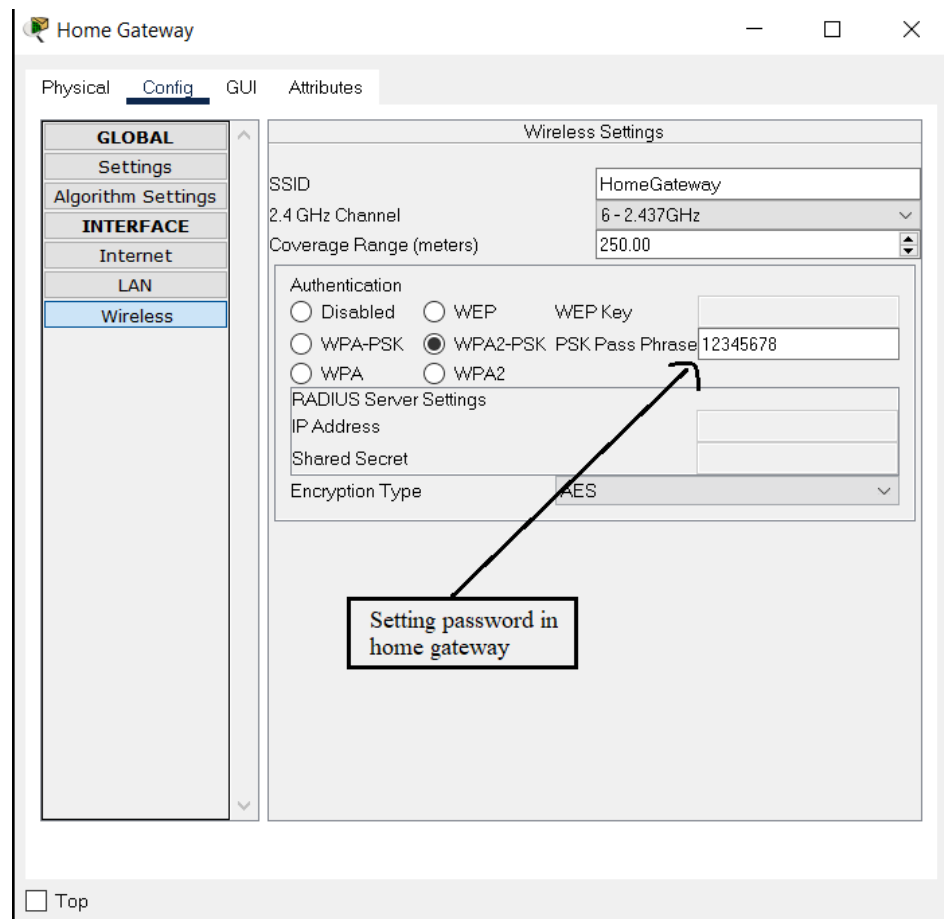 Home Gateway
Physical Config GUI Attributes
GLOBAL
Settings
Algorithm Settings
INTERFACE
Internet
LAN
Wireless
Wireless Settings
SSID HomeGateway
2.4 GHz Channel 6 - 2.437GHz
Coverage Range (meters) 250.00
Authentication
Disabled WEP WEP Key
WPA-PSK WPA2-PSK PSK Pass Phrase 12345678
WPA WPA2
RADIUS Server Settings
IP Address
Shared Secret
Encryption Type AES
Setting password in
home gateway
Top